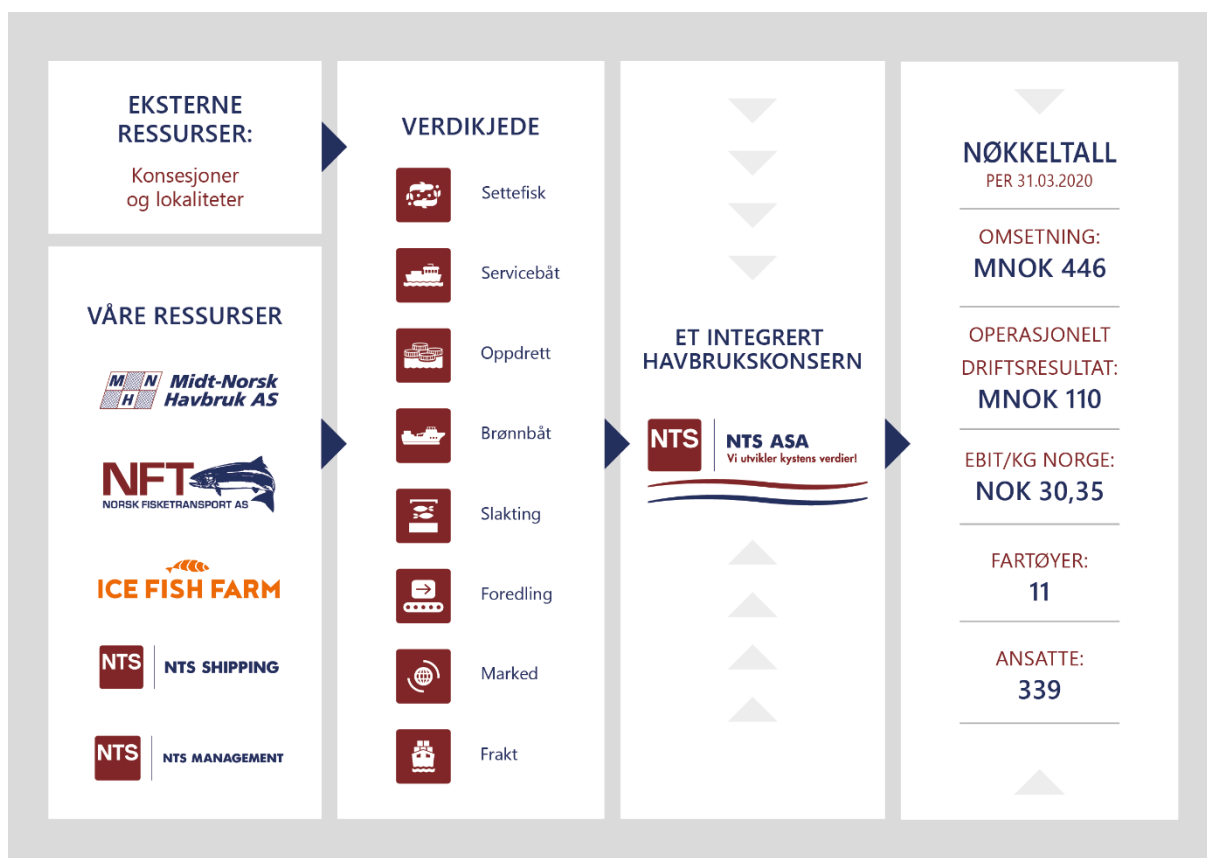 EKSTERNE
RESSURSER:
Konsesjoner
og lokaliteter
VÅRE RESSURSER
M N
H
Midt-Norsk
Havbruk AS
NFT
NORSK FISKETRANSPORT AS
ICE FISH FARM
NTS
NTS SHIPPING
NTS
NTS MANAGEMENT
VERDIKJEDE
Settefisk
Servicebåt
Oppdrett
Brønnbåt
Slakting
Foredling
Marked
Frakt
ET INTEGRERT
HAVBRUKSKONSERN
NTS
NTS ASA
Vi utvikler kystens verdier!
NØKKELTALL
PER 31.03.2020
OMSETNING:
MNOK 446
OPERASJONELT
DRIFTSRESULTAT:
MNOK 110
EBIT/KG NORGE:
NOK 30,35
FARTØYER:
11
ANSATTE:
339